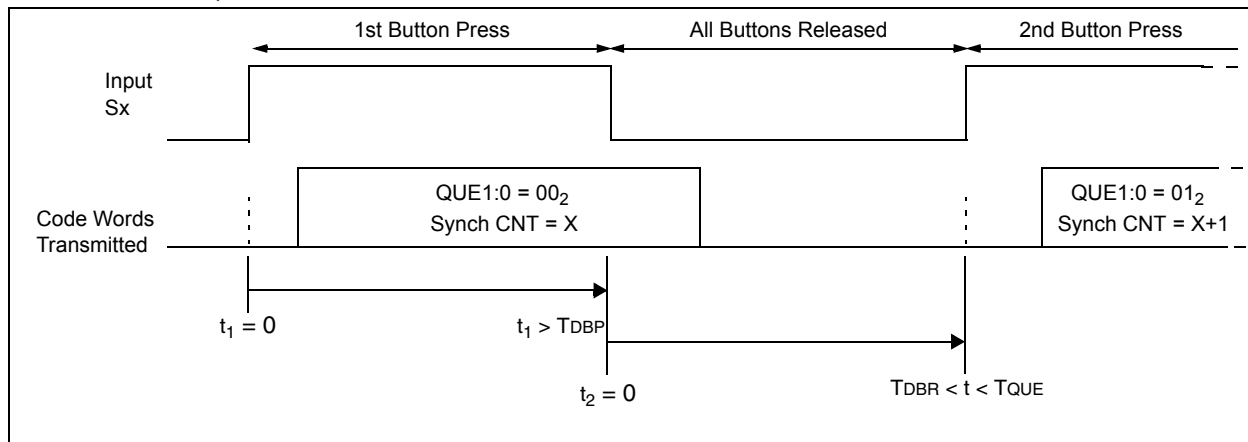 1st Button Press
All Buttons Released
2nd Button Press
Input
Sx
Code Words
Transmitted
QUE1:0 = 00₂
Synch CNT = X
QUE1:0 = 01₂
Synch CNT = X+1
t₁ = 0
t₁ > TDBP
t₂ = 0
TDBR < t < TQUE